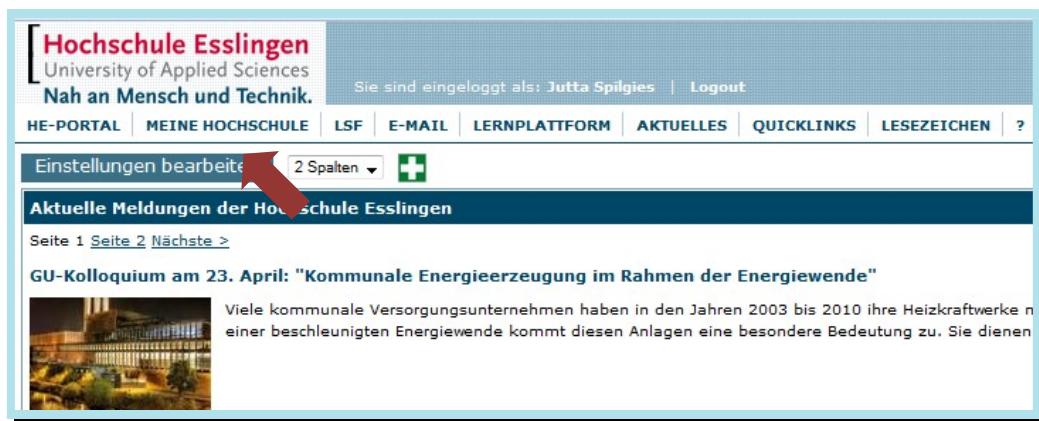 Hochschule Esslingen
University of Applied Sciences
Nah an Mensch und Technik.
Sie sind eingeloggt als: Jutta Spilgies | Logout
HE-PORTAL | MEINE HOCHSCHULE | LSF | E-MAIL | LERNPLATTFORM | AKTUELLES | QUICKLINKS | LESEZEICHEN | ?
Einstellungen bearbeite 2 Spalten
Aktuelle Meldungen der Hochschule Esslingen
Seite 1 Seite 2 Nächste >
GU-Kolloquium am 23. April: "Kommunale Energieerzeugung im Rahmen der Energiewende"
Viele kommunale Versorgungsunternehmen haben in den Jahren 2003 bis 2010 ihre Heizkraftwerke
einer beschleunigten Energiewende kommt diesen Anlagen eine besondere Bedeutung zu. Sie dienen